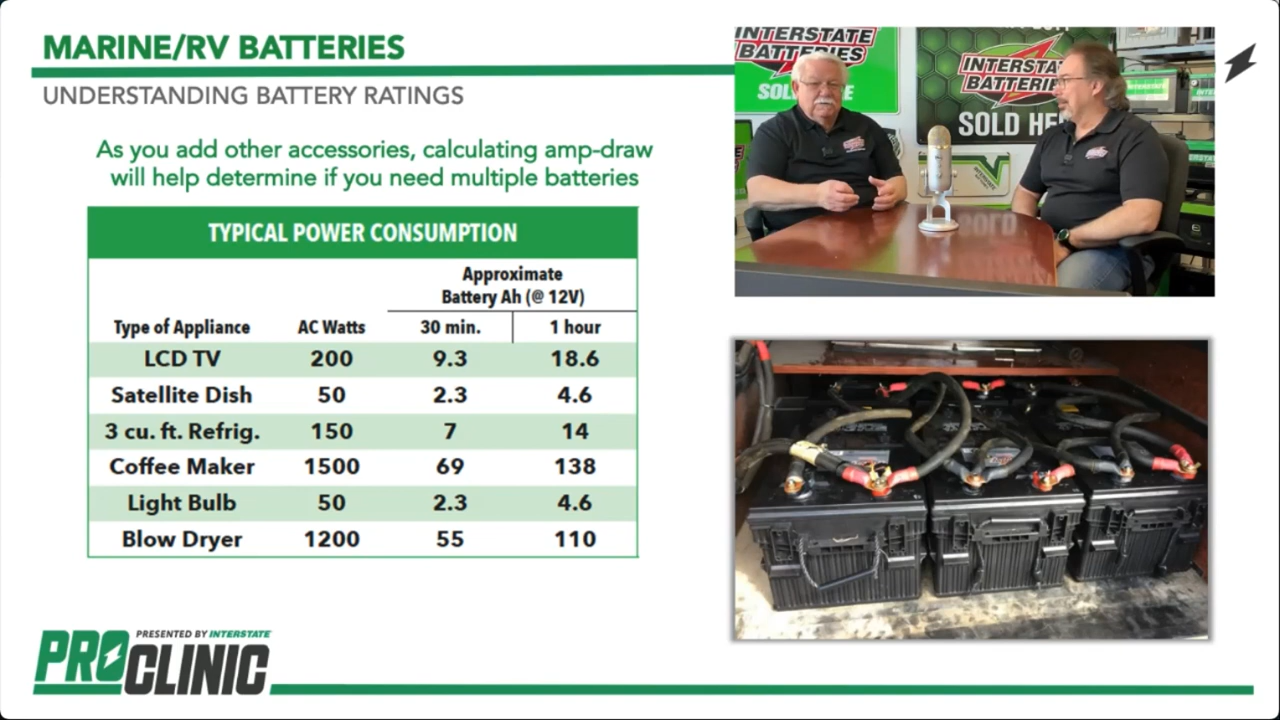 MARINE/RV BATTERIES
UNDERSTANDING BATTERY RATINGS
As you add other accessories, calculating amp-draw
will help determine if you need multiple batteries
TYPICAL POWER CONSUMPTION
Approximate
Battery Ah (@ 12V)
Type of Appliance AC Watts 30 min. 1 hour
LCD TV 200 9.3 18.6
Satellite Dish 50 2.3 4.6
3 cu. ft. Refrig. 150 7 14
Coffee Maker 1500 69 138
Light Bulb 50 2.3 4.6
Blow Dryer 1200 55 110
PRESENTED BY INTERSTATE
PRO CLINIC
INTERSTATE
BATTERIES
INTERSTATE
BATTERIES